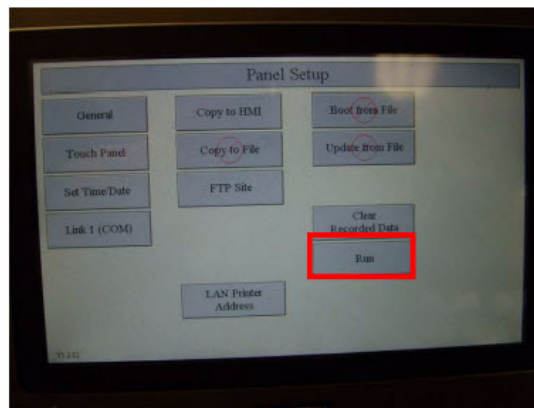 Panel Setup
General
Copy to HMI
Boot from File
Touch Panel
Copy to File
Update from File
Set Time/Date
FTP Site
Link 1 (COM)
Clear
Recorded Data
Run
LAN Printer
Address